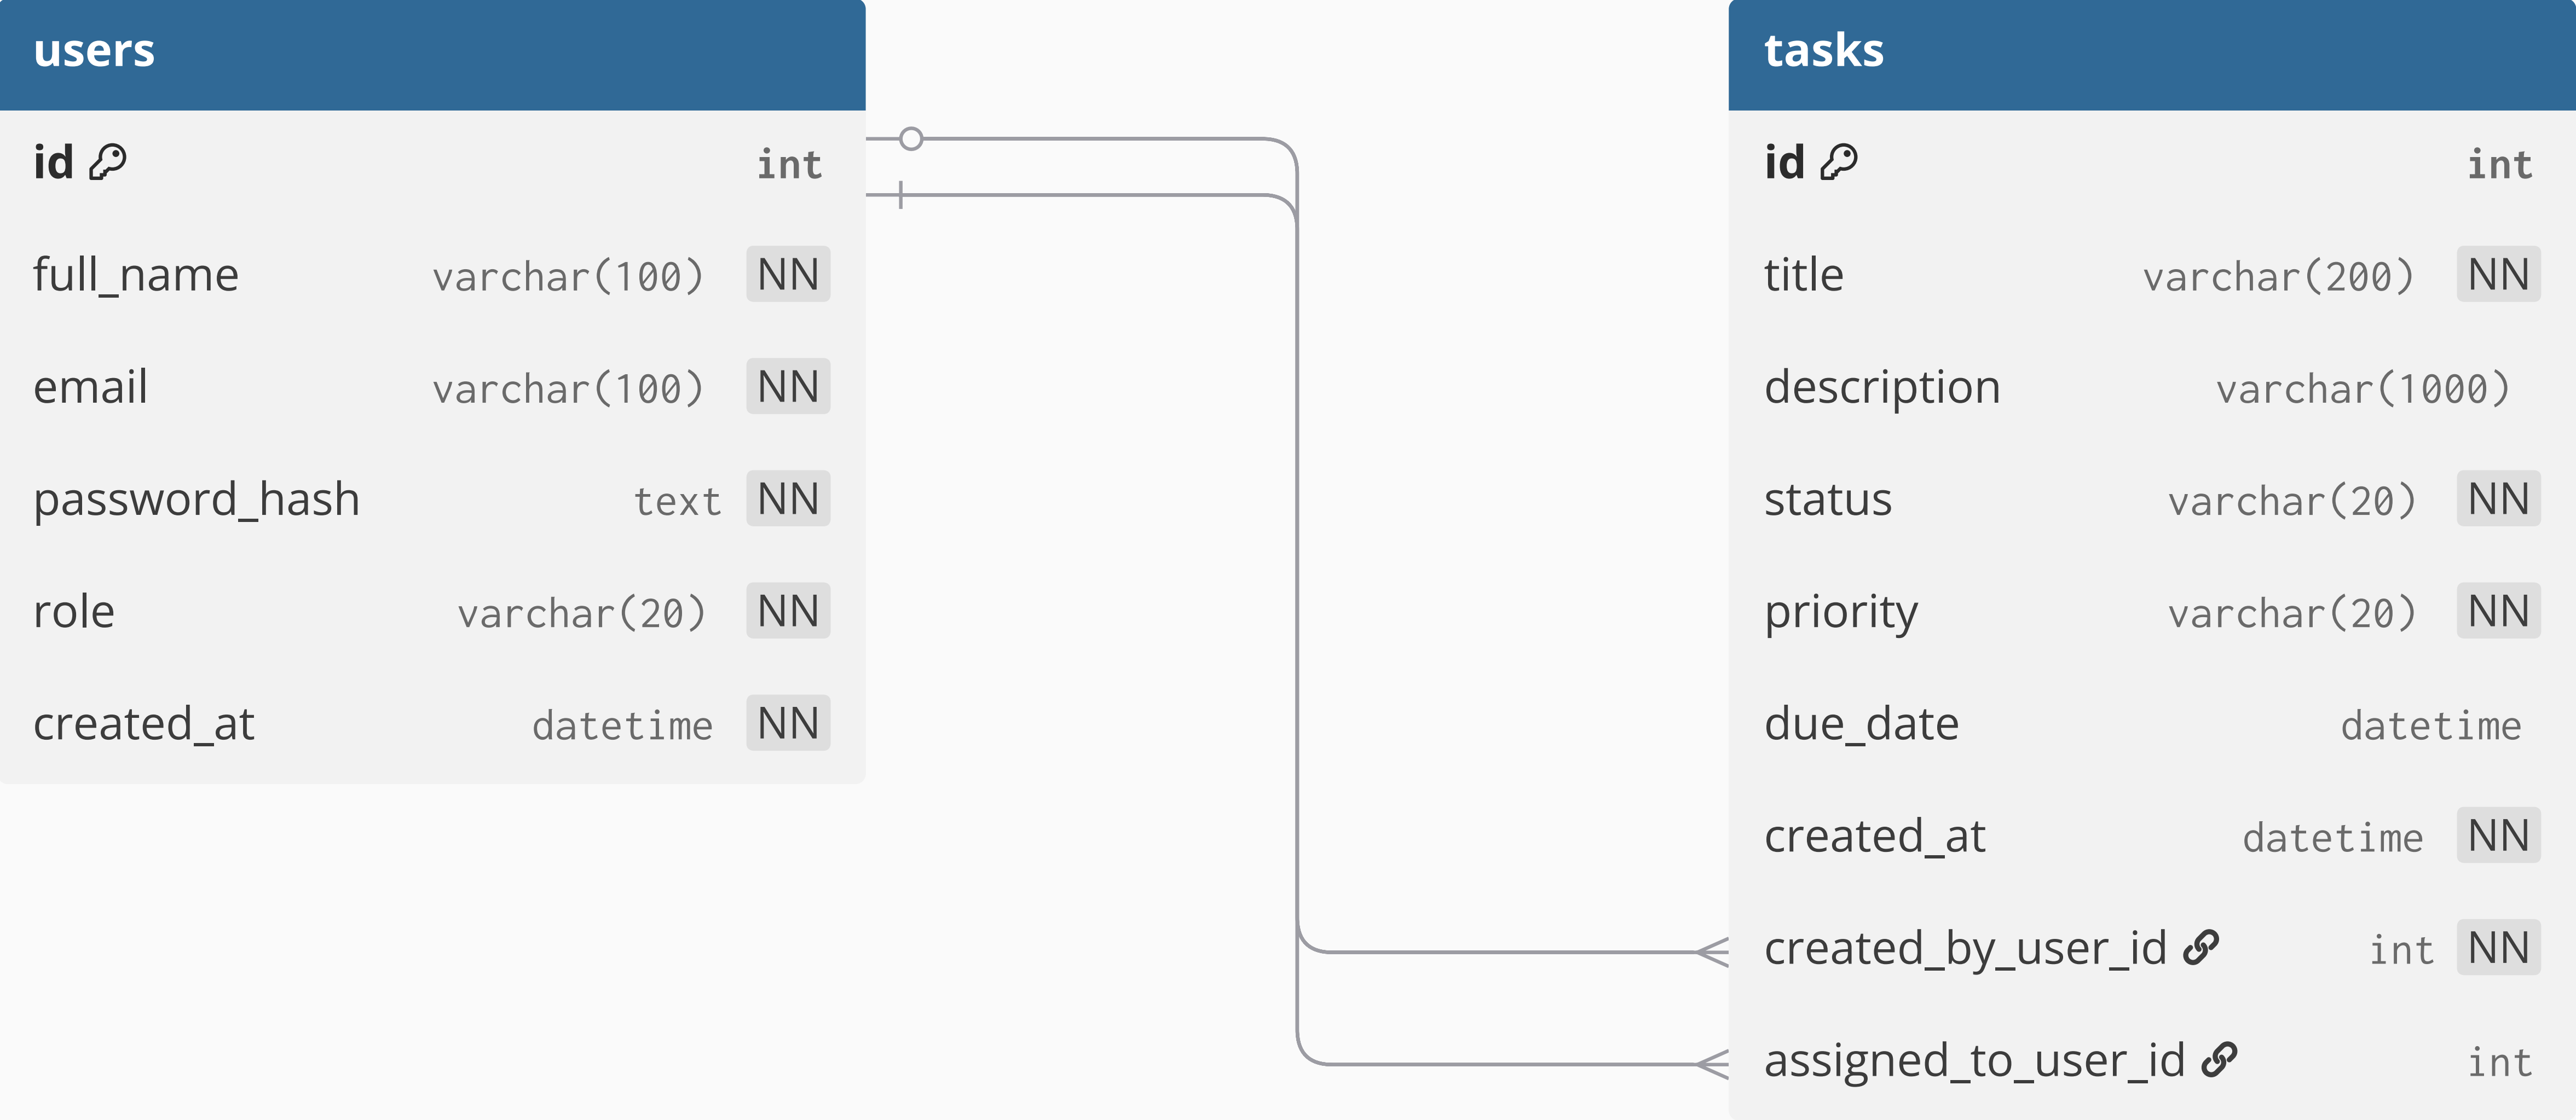 users
id int
full_name varchar(100) NN
email varchar(100) NN
password_hash text NN
role varchar(20) NN
created_at datetime NN
tasks
id int
title varchar(200) NN
description varchar(1000)
status varchar(20) NN
priority varchar(20) NN
due_date datetime
created_at datetime NN
created_by_user_id int NN
assigned_to_user_id int